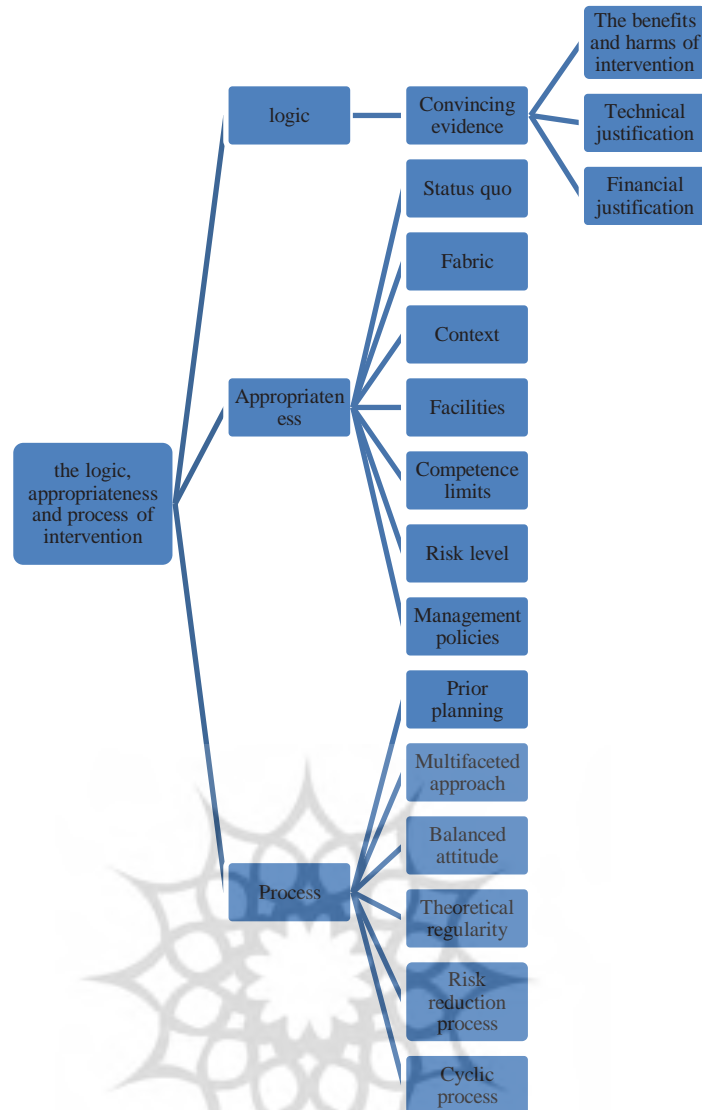 The benefits
and harms of
intervention
logic
Convincing
evidence
Technical
justification
Financial
justification
Status quo
Fabric
Context
Appropriaten
ess
Facilities
the logic,
appropriateness
and process of
intervention
Competence
limits
Risk level
Management
policies
Prior
planning
Multifaceted
approach
Balanced
attitude
Process
Theoretical
regularity
Risk
reduction
process
Cyclic
process